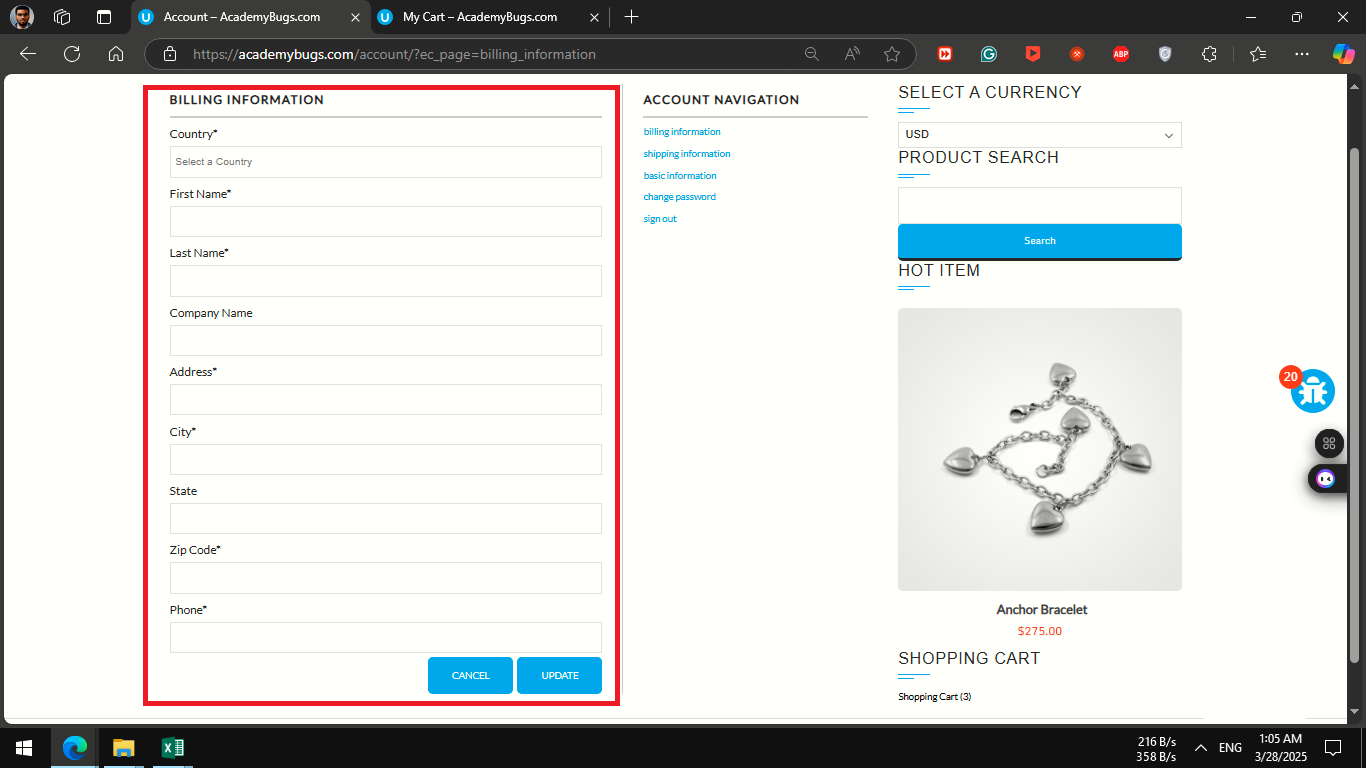 Account – AcademyBugs.com
My Cart – AcademyBugs.com
https://academybugs.com/account/?ec_page=billing_information
ABP
BILLING INFORMATION
Country*
Select a Country
First Name*
Last Name*
Company Name
Address*
City*
State
Zip Code*
Phone*
CANCEL
UPDATE
ACCOUNT NAVIGATION
billing information
shipping information
basic information
change password
sign out
SELECT A CURRENCY
USD
PRODUCT SEARCH
Search
HOT ITEM
Anchor Bracelet
$275.00
SHOPPING CART
Shopping Cart (3)
20
216 B/s
358 B/s
ENG
1:05 AM
3/28/2025